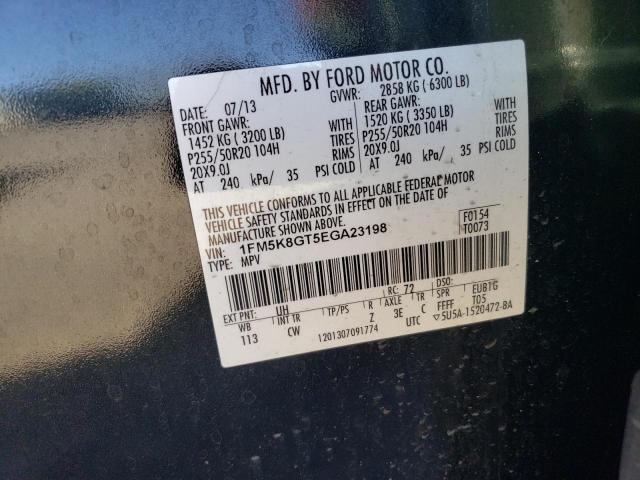 MFD. BY FORD MOTOR CO.
DATE: 07/13 GVWR: 2858 KG ( 6300 LB)
FRONT GAWR: REAR GAWR:
1452 KG ( 3200 LB) 1520 KG ( 3350 LB)
P255/50R20 104H TIRES P255/50R20 104H TIRES
20X9.0J RIMS 20X9.0J RIMS
AT 240 kPa/ 35 PSI COLD AT 240 kPa/ 35 PSI COLD
THIS VEHICLE CONFORMS TO ALL APPLICABLE FEDERAL MOTOR
VEHICLE SAFETY STANDARDS IN EFFECT ON THE DATE OF
MANUFACTURE SHOWN ABOVE.
VIN: 1FM5K8GT5EGA23198 F0154
TYPE: MPV T0073
EXT PNT: UH RC: 72 DSO:
WB INT TR TP/PS R AXLE TR SPR EUBTG
113 CW Z 3E C FFFF T05
1201307091774 UTC ▽5U5A-1520472-BA